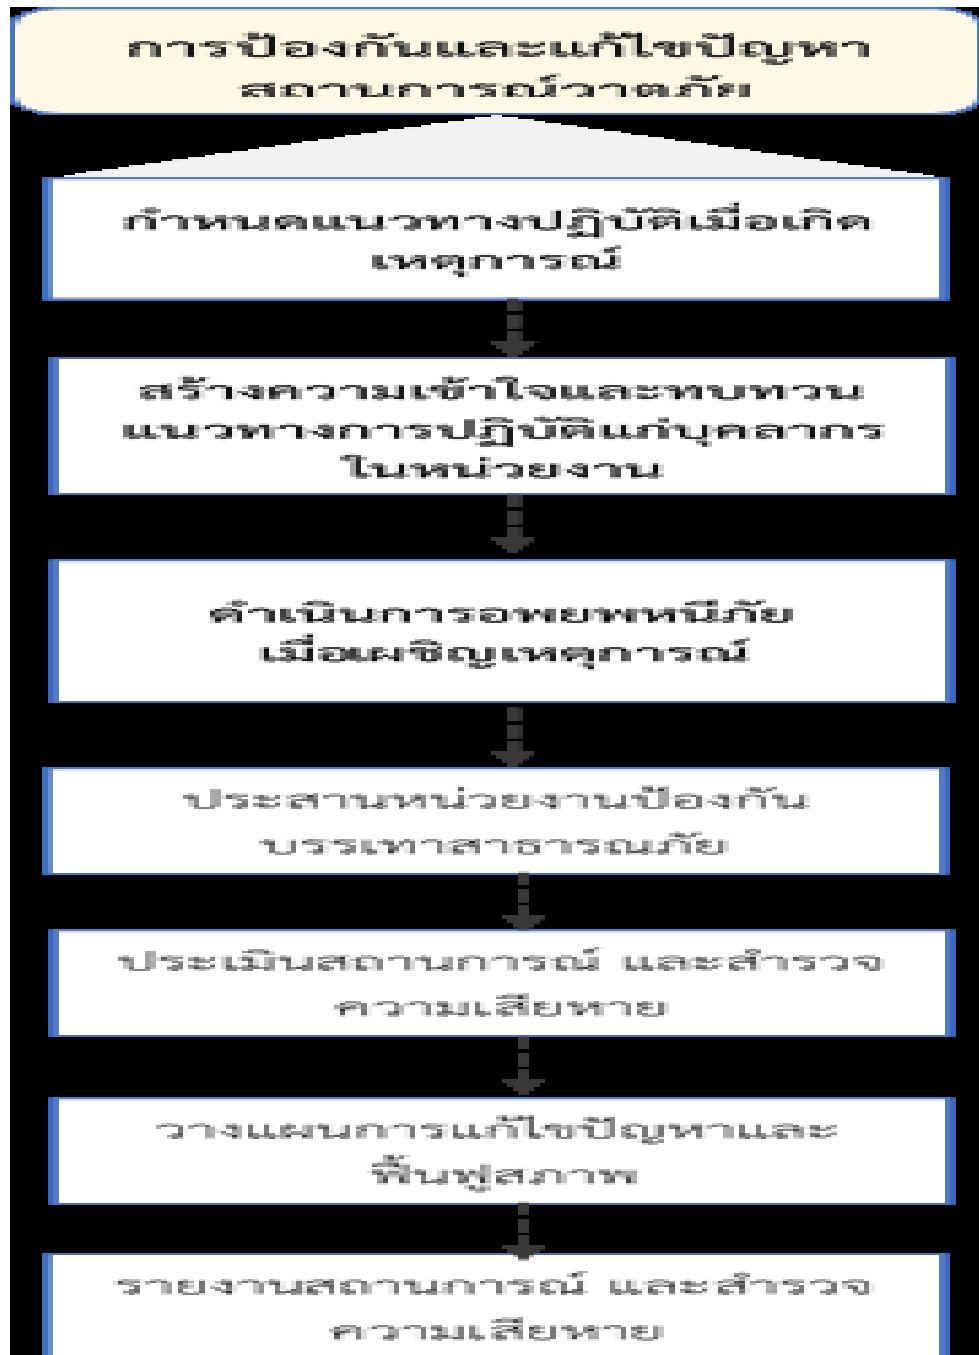 การป้องกันและแก้ไขปัญหา
สถานการณ์วาตภัย
กำหนดแนวทางปฏิบัติเมื่อเกิด
เหตุการณ์
สร้างความเข้าใจและทบทวน
แนวทางการปฏิบัติแก่บุคลากร
ในหน่วยงาน
ดำเนินการอพยพหนีภัย
เมื่อเผชิญเหตุการณ์
ประสานหน่วยงานป้องกัน
บรรเทาสาธารณภัย
ประเมินสถานการณ์ และสำรวจ
ความเสียหาย
วางแผนการแก้ไขปัญหาและ
ฟื้นฟูสภาพ
รายงานสถานการณ์ และสำรวจ
ความเสียหาย